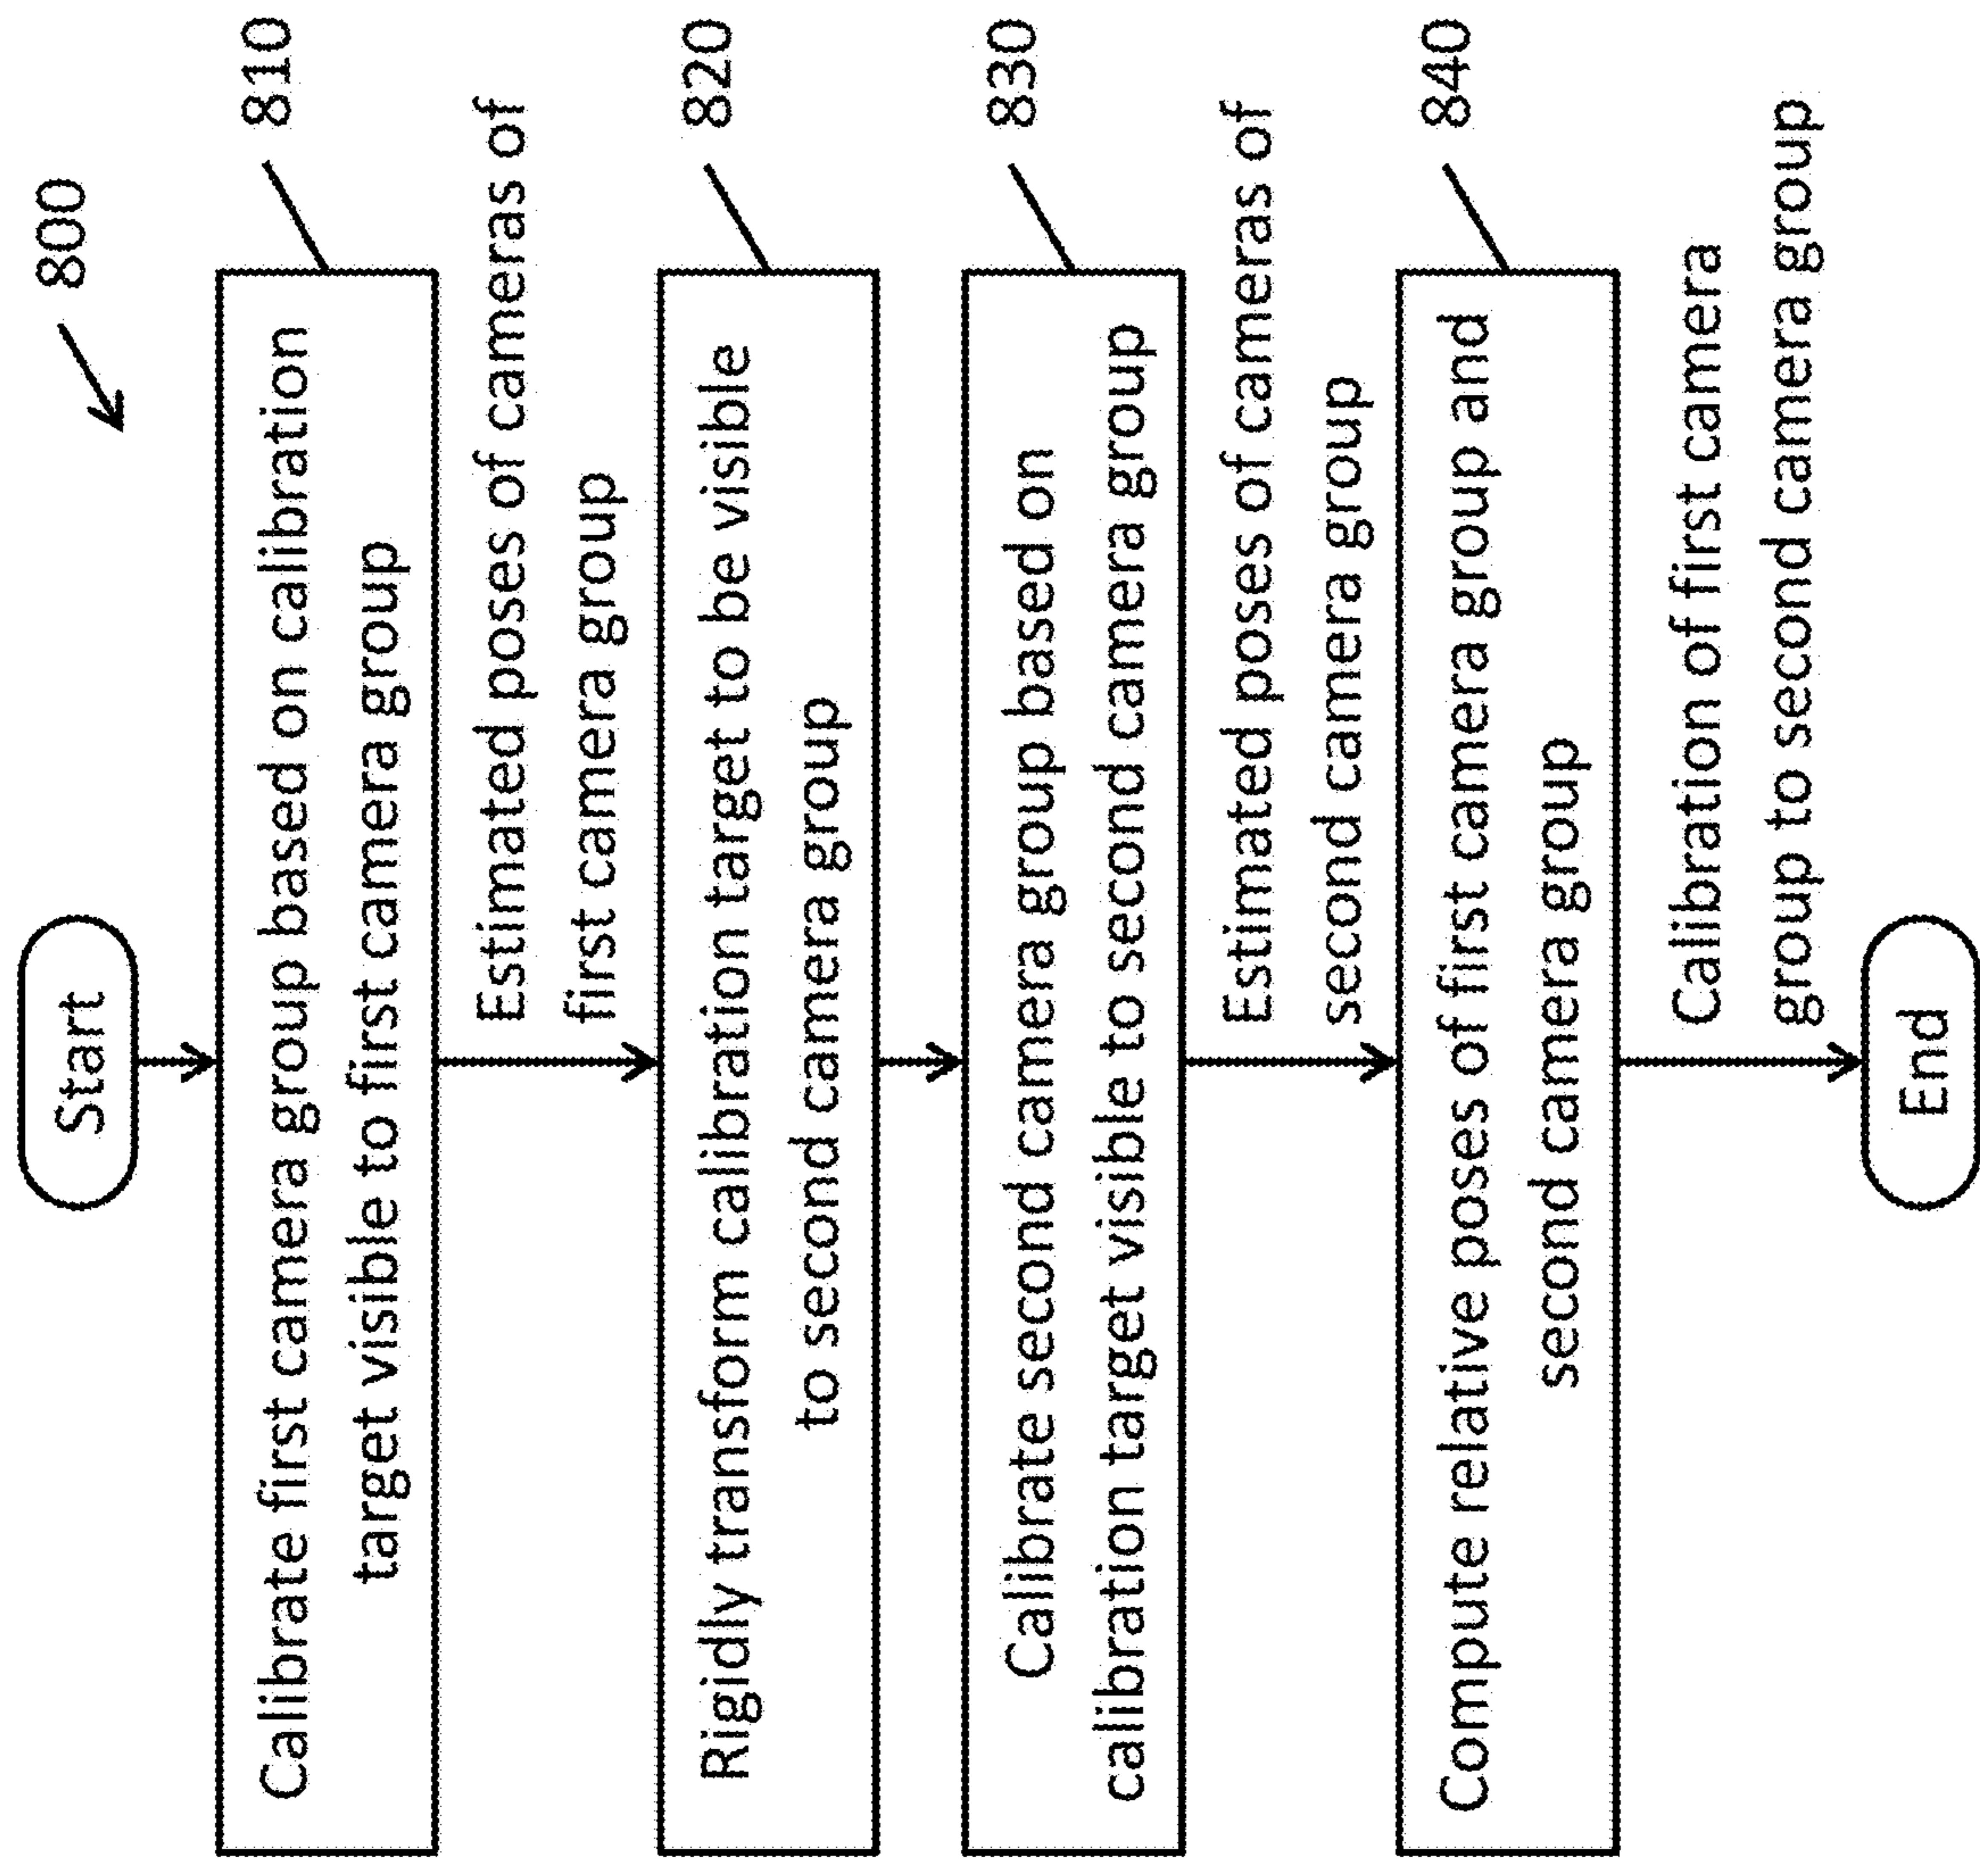 800
Start
Calibrate first camera group based on calibration
target visible to first camera group
810
Estimated poses of cameras of
first camera group
Rigidly transform calibration target to be visible
to second camera group
820
Calibrate second camera group based on
calibration target visible to second camera group
830
Estimated poses of cameras of
second camera group
Compute relative poses of first camera group and
second camera group
840
Calibration of first camera
group to second camera group
End